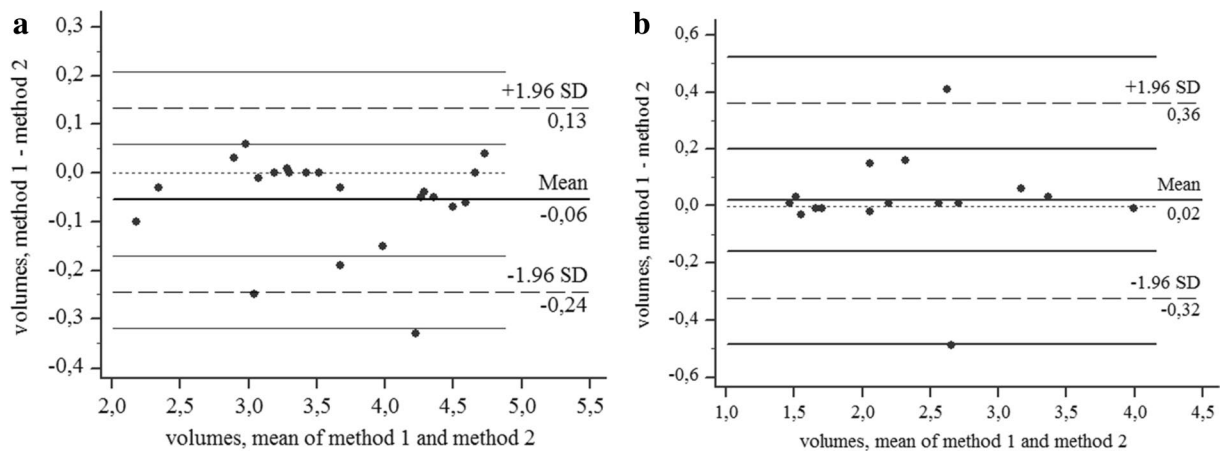 a
volumes, method 1 - method 2
0,3
0,2
0,1
0,0
-0,1
-0,2
-0,3
-0,4
+1.96 SD
0,13
Mean
-0,06
-1.96 SD
-0,24
2,0 2,5 3,0 3,5 4,0 4,5 5,0 5,5
volumes, mean of method 1 and method 2
b
volumes, method 1 - method 2
0,6
0,4
0,2
0,0
-0,2
-0,4
-0,6
+1.96 SD
0,36
Mean
0,02
-1.96 SD
-0,32
1,0 1,5 2,0 2,5 3,0 3,5 4,0 4,5
volumes, mean of method 1 and method 2